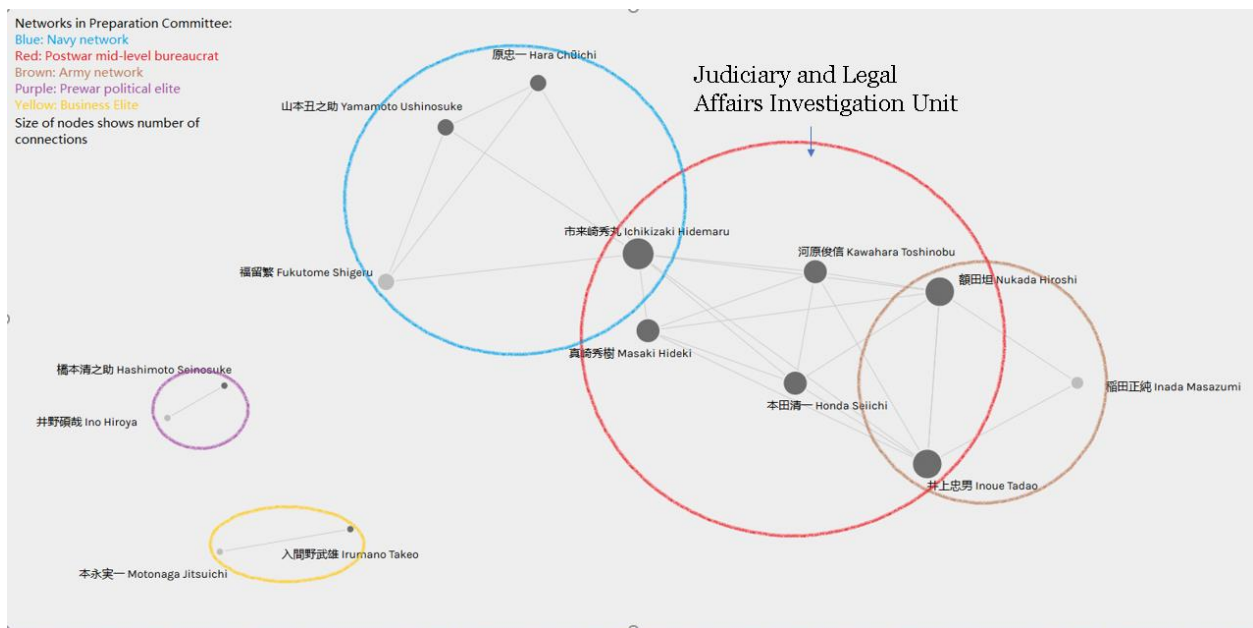 Networks in Preparation Committee:
Blue: Navy network
Red: Postwar mid-level bureaucrat
Brown: Army network
Purple: Prewar political elite
Yellow: Business Elite
Size of nodes shows number of
connections
原忠一 Hara Chūichi
山本丑之助 Yamamoto Ushinosuke
Judiciary and Legal
Affairs Investigation Unit
市来崎秀丸 Ichikizaki Hidemaru
河原俊信 Kawahara Toshinobu
福留繁 Fukutome Shigeru
額田坦 Nukada Hiroshi
真崎秀樹 Masaki Hideki
橋本清之助 Hashimoto Seinosuke
稲田正純 Inada Masazumi
本田清一 Honda Seiichi
井野碩哉 Ino Hiroya
井上忠男 Inoue Tadao
入間野武雄 Irumano Takeo
本永実一 Motonaga Jitsuichi